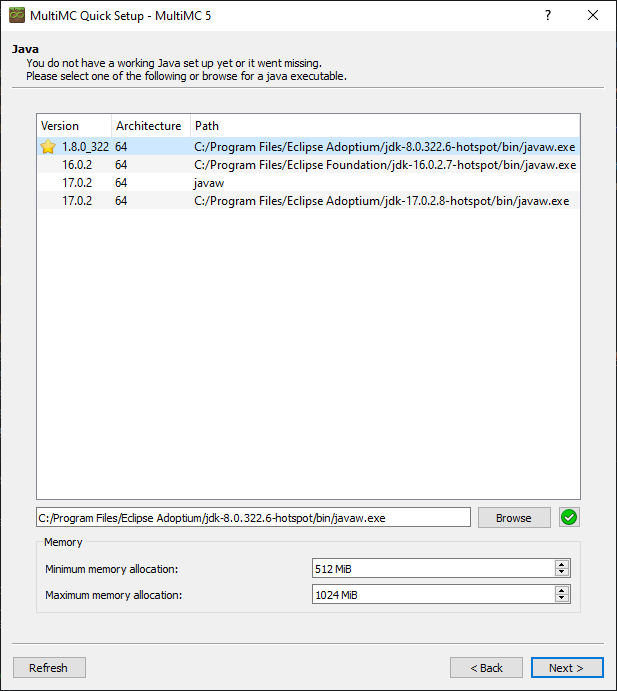 MultiMC Quick Setup - MultiMC 5
?
Java
You do not have a working Java set up yet or it went missing.
Please select one of the following or browse for a java executable.
Version Architecture Path
1.8.0_322 64 C:/Program Files/Eclipse Adoptium/jdk-8.0.322.6-hotspot/bin/javaw.exe
16.0.2 64 C:/Program Files/Eclipse Foundation/jdk-16.0.2.7-hotspot/bin/javaw.exe
17.0.2 64 javaw
17.0.2 64 C:/Program Files/Eclipse Adoptium/jdk-17.0.2.8-hotspot/bin/javaw.exe
C:/Program Files/Eclipse Adoptium/jdk-8.0.322.6-hotspot/bin/javaw.exe Browse
Memory
Minimum memory allocation: 512 MiB
Maximum memory allocation: 1024 MiB
Refresh < Back Next >